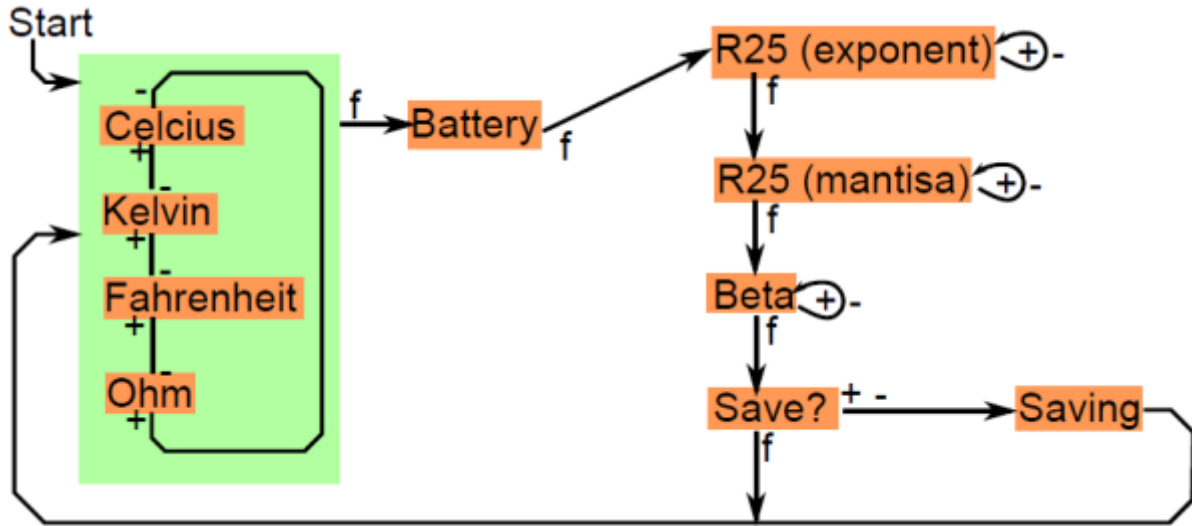 Start
-
Celcius
+
-
Kelvin
+
-
Fahrenheit
+
-
Ohm
+
f
Battery
f
R25 (exponent)
+ -
f
R25 (mantisa)
+ -
f
Beta
+ -
f
Save?
+ -
Saving
f